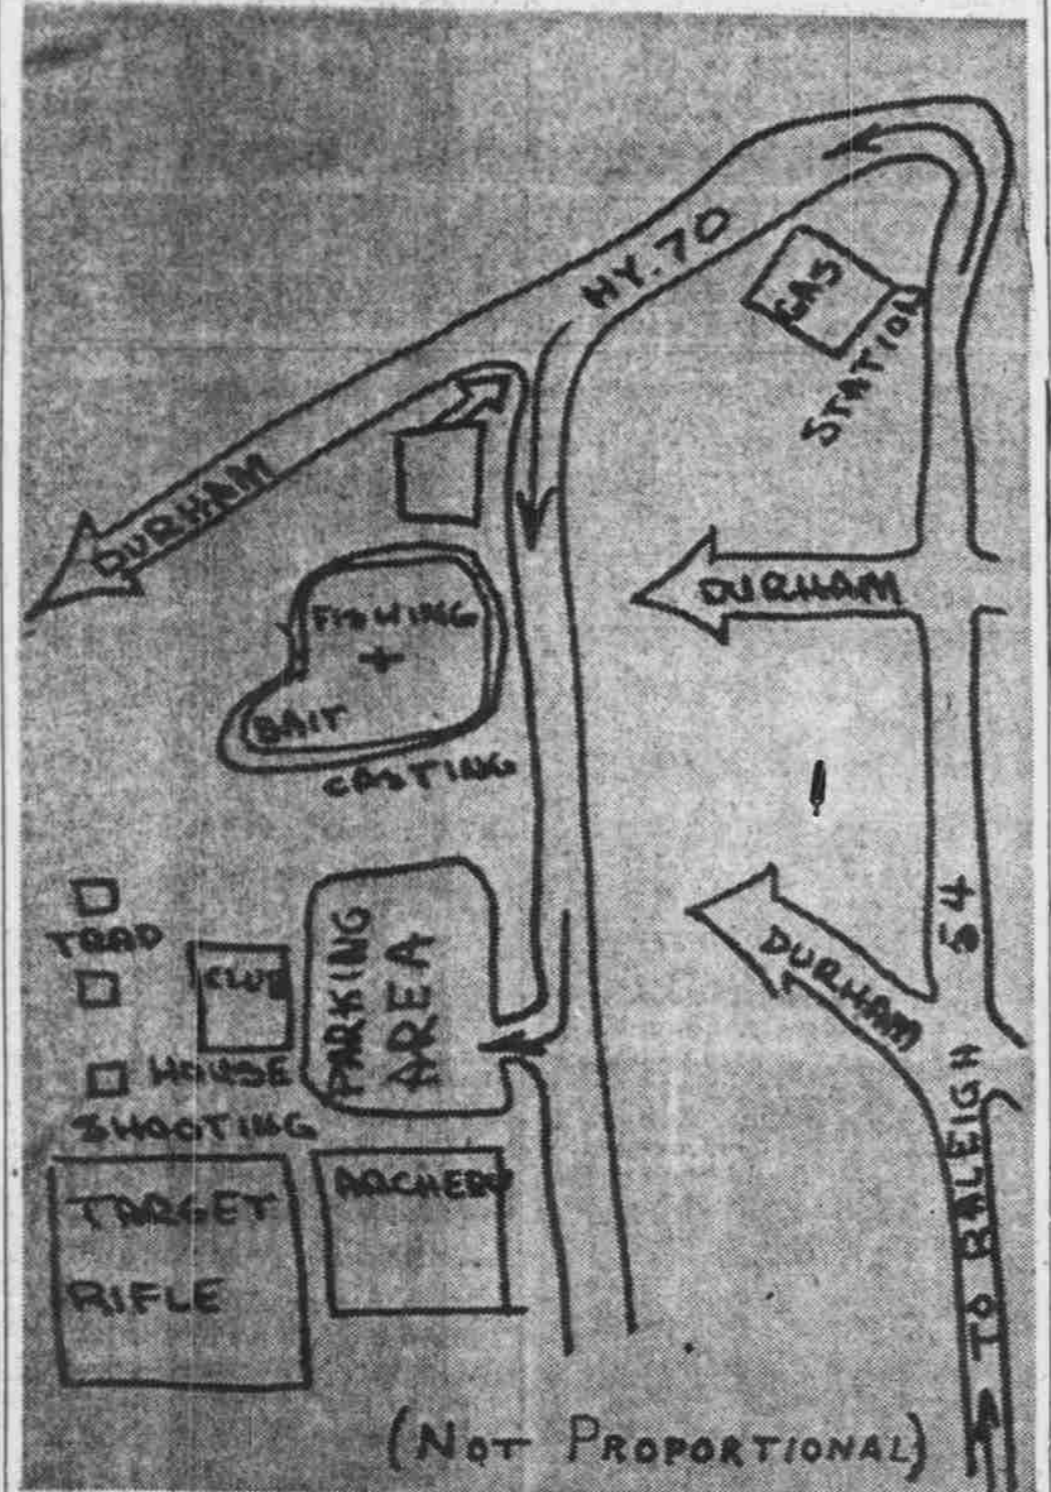 HY. 70
GAS
STATION
DURHAM
DURHAM
FISHING
+
BAIT
CASTING
54
DURHAM
TRAP
CLUB
HOUSE
PARKING
AREA
SHOOTING
TARGET
RIFLE
ARCHERY
TO RALEIGH
(NOT PROPORTIONAL)